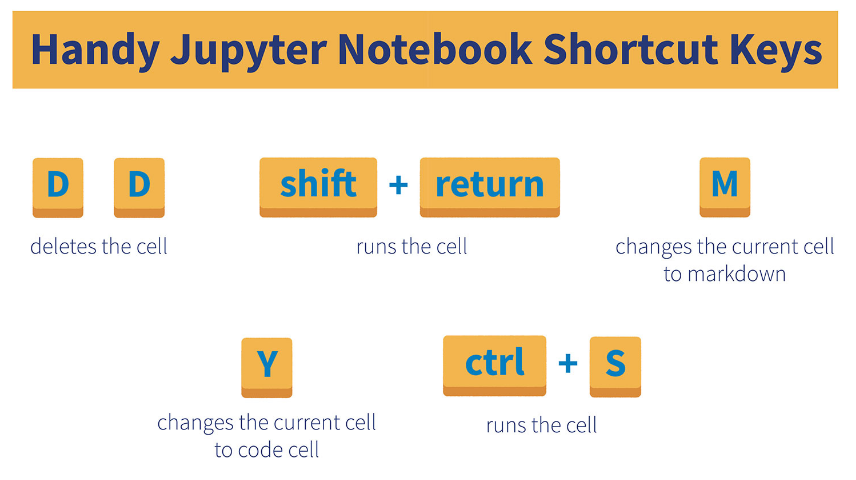 Handy Jupyter Notebook Shortcut Keys
D D
deletes the cell
shift + return
runs the cell
M
changes the current cell
to markdown
Y
changes the current cell
to code cell
ctrl + S
runs the cell